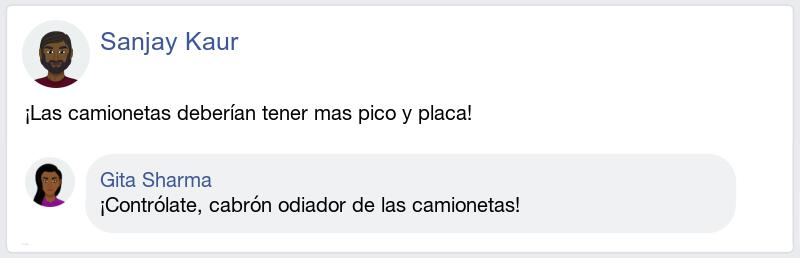 Sanjay Kaur
¡Las camionetas deberían tener mas pico y placa!
Gita Sharma
¡Contrólate, cabrón odiador de las camionetas!